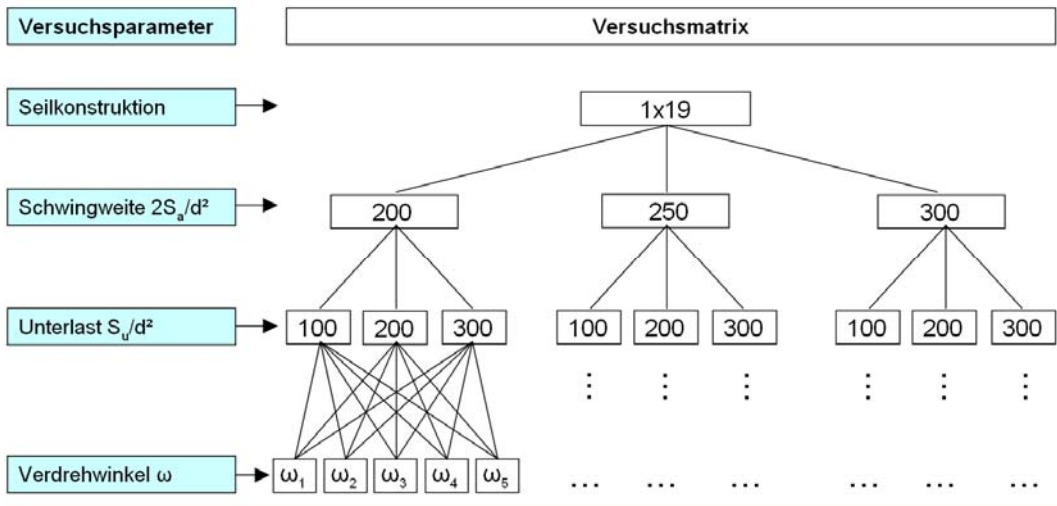 Versuchsparameter Versuchsmatrix
Seilkonstruktion 1x19
Schwingweite 2Sₐ/d² 200 250 300
Unterlast Sᵤ/d² 100 200 300 100 200 300 100 200 300
⋮ ⋮ ⋮ ⋮ ⋮ ⋮
Verdrehwinkel ω ω₁ ω₂ ω₃ ω₄ ω₅ ... ... ... ... ... ...